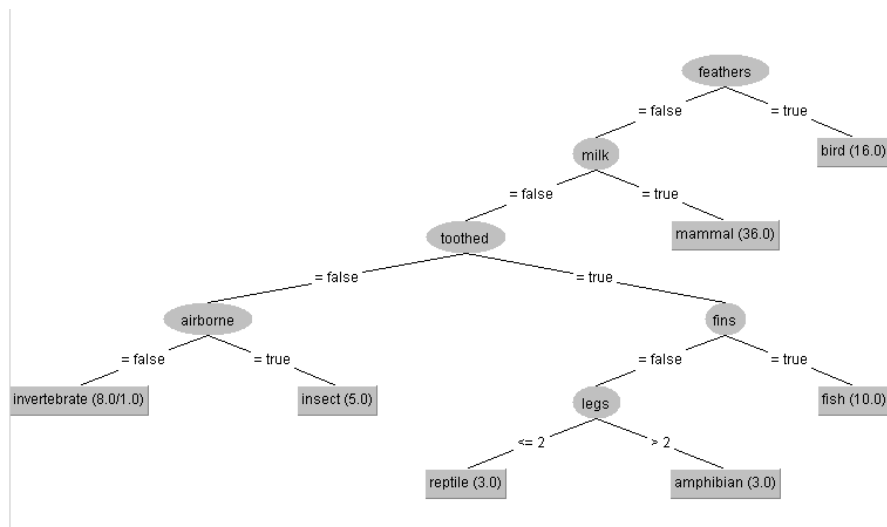 feathers
= false = true
milk bird (16.0)
= false = true
toothed mammal (36.0)
= false = true
airborne fins
= false = true = false = true
invertebrate (8.0/1.0) insect (5.0) legs fish (10.0)
<= 2 > 2
reptile (3.0) amphibian (3.0)